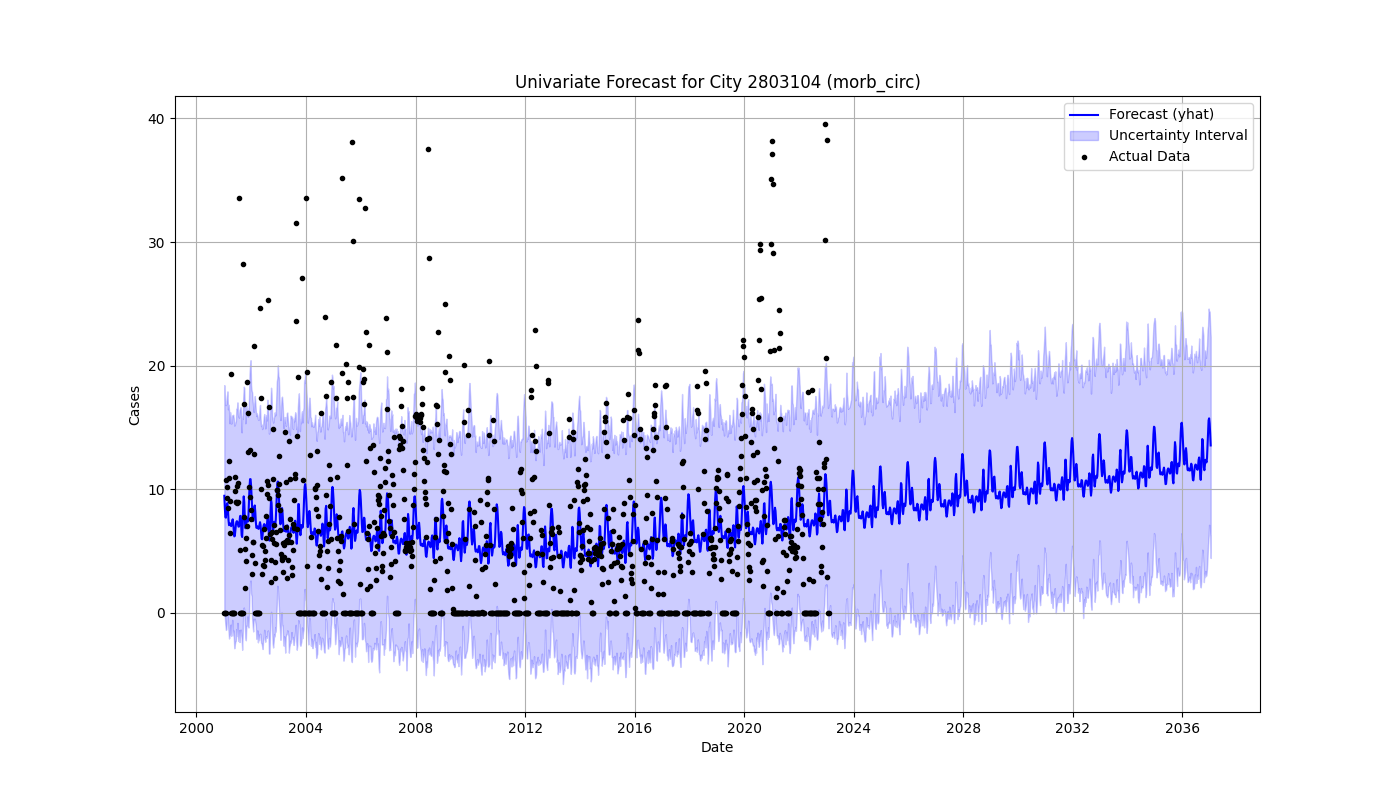 Univariate Forecast for City 2803104 (morb_circ)
Forecast (yhat)
Uncertainty Interval
Actual Data
Cases
40
30
20
10
0
2000 2004 2008 2012 2016 2020 2024 2028 2032 2036
Date